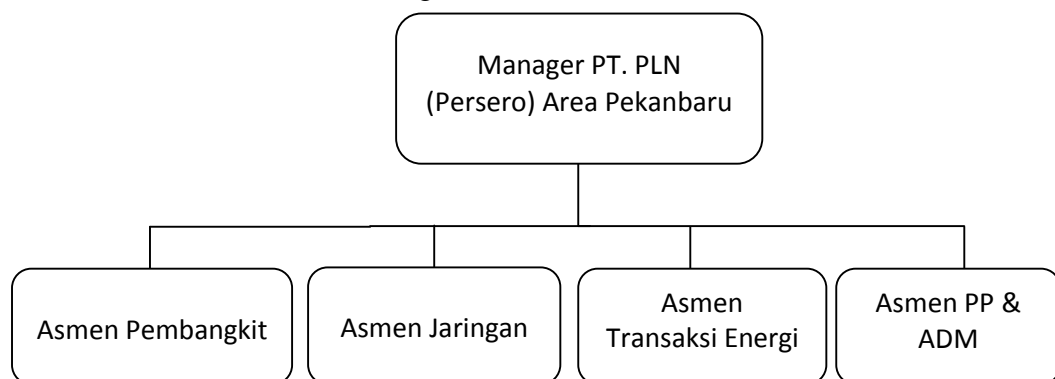 Manager PT. PLN
(Persero) Area Pekanbaru
Asmen Pembangkit
Asmen Jaringan
Asmen
Transaksi Energi
Asmen PP &
ADM